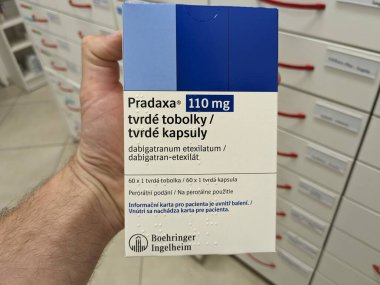 Pradaxa® 110 mg
tvrdé tobolky /
tvrdé kapsuly
dabigatranum etexilatum /
dabigatran-etexilát
60 x 1 tvrdá tobolka / 60 x 1 tvrdá kapsula
Perorální podání / Na perorálne použitie
Informační karta pro pacienta je uvnitř balení. /
Vnútri sa nachádza karta pre pacienta.
Boehringer
Ingelheim